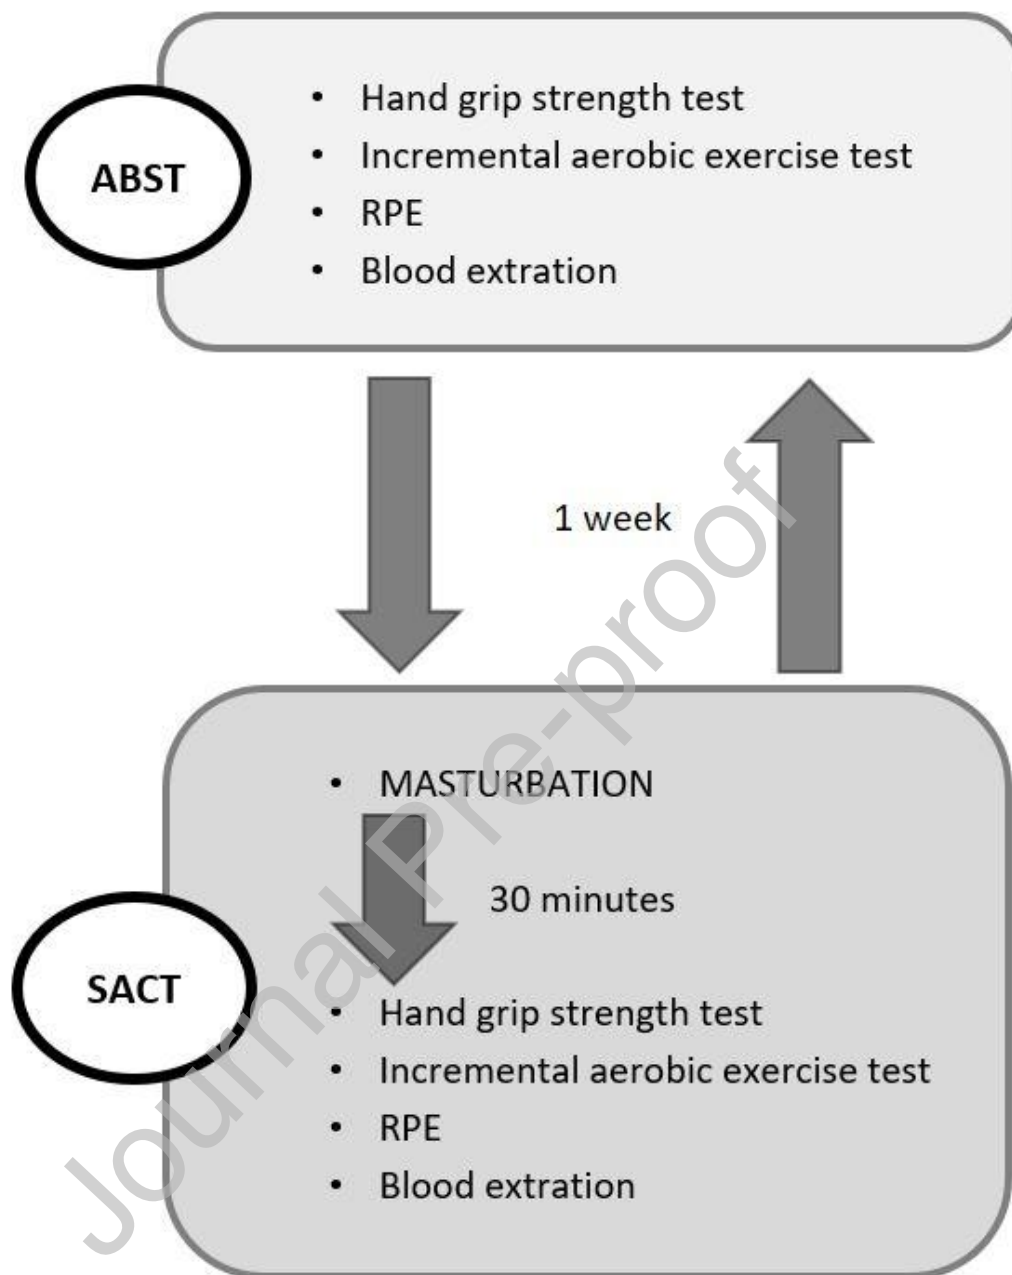 ABST
• Hand grip strength test
• Incremental aerobic exercise test
• RPE
• Blood extration
1 week
• MASTURBATION
30 minutes
SACT
• Hand grip strength test
• Incremental aerobic exercise test
• RPE
• Blood extration
Journal Pre-proof